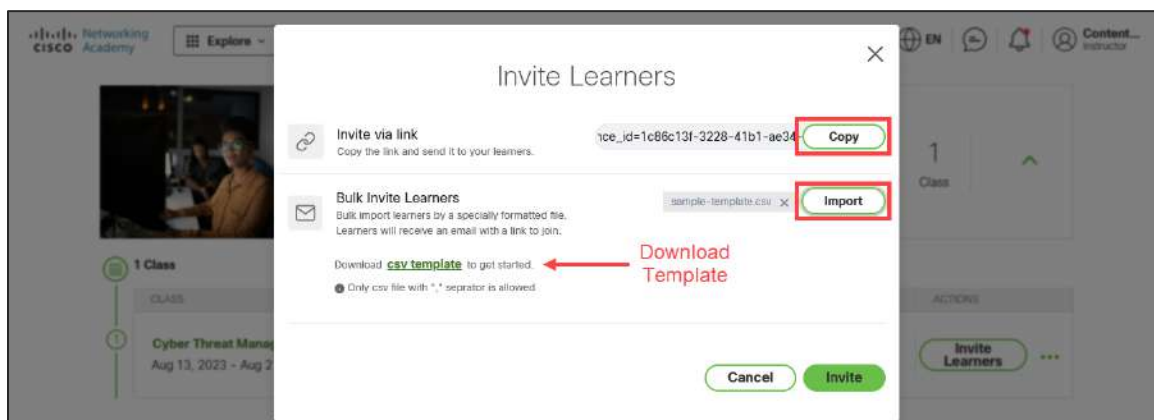 Networking
CISCO Academy
Explore
EN
Content...
Instructor
Invite Learners
Invite via link
Copy the link and send it to your learners.
nce_id=1c86c13f-3228-41b1-ae34-
Copy
1
Class
Bulk Invite Learners
Bulk import learners by a specially formatted file.
Learners will receive an email with a link to join.
sample-template.csv ×
Import
Download csv template to get started.
Download
Template
Only csv file with "," seprator is allowed
1 Class
CLASS
ACTIONS
1
Cyber Threat Manag
Aug 13, 2023 - Aug 2
Invite
Learners
Cancel
Invite